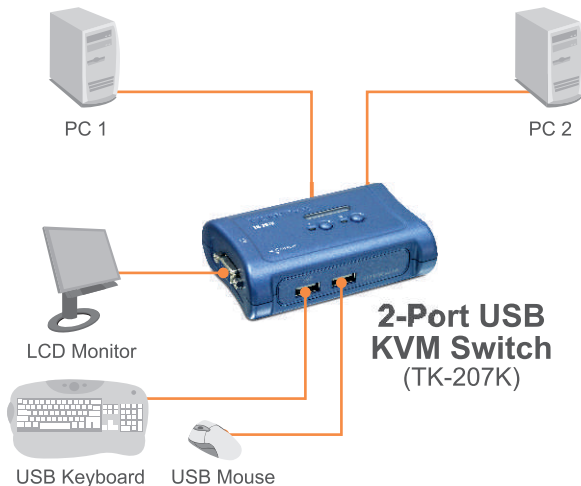 PC 1
PC 2
LCD Monitor
2-Port USB
KVM Switch
(TK-207K)
USB Keyboard
USB Mouse